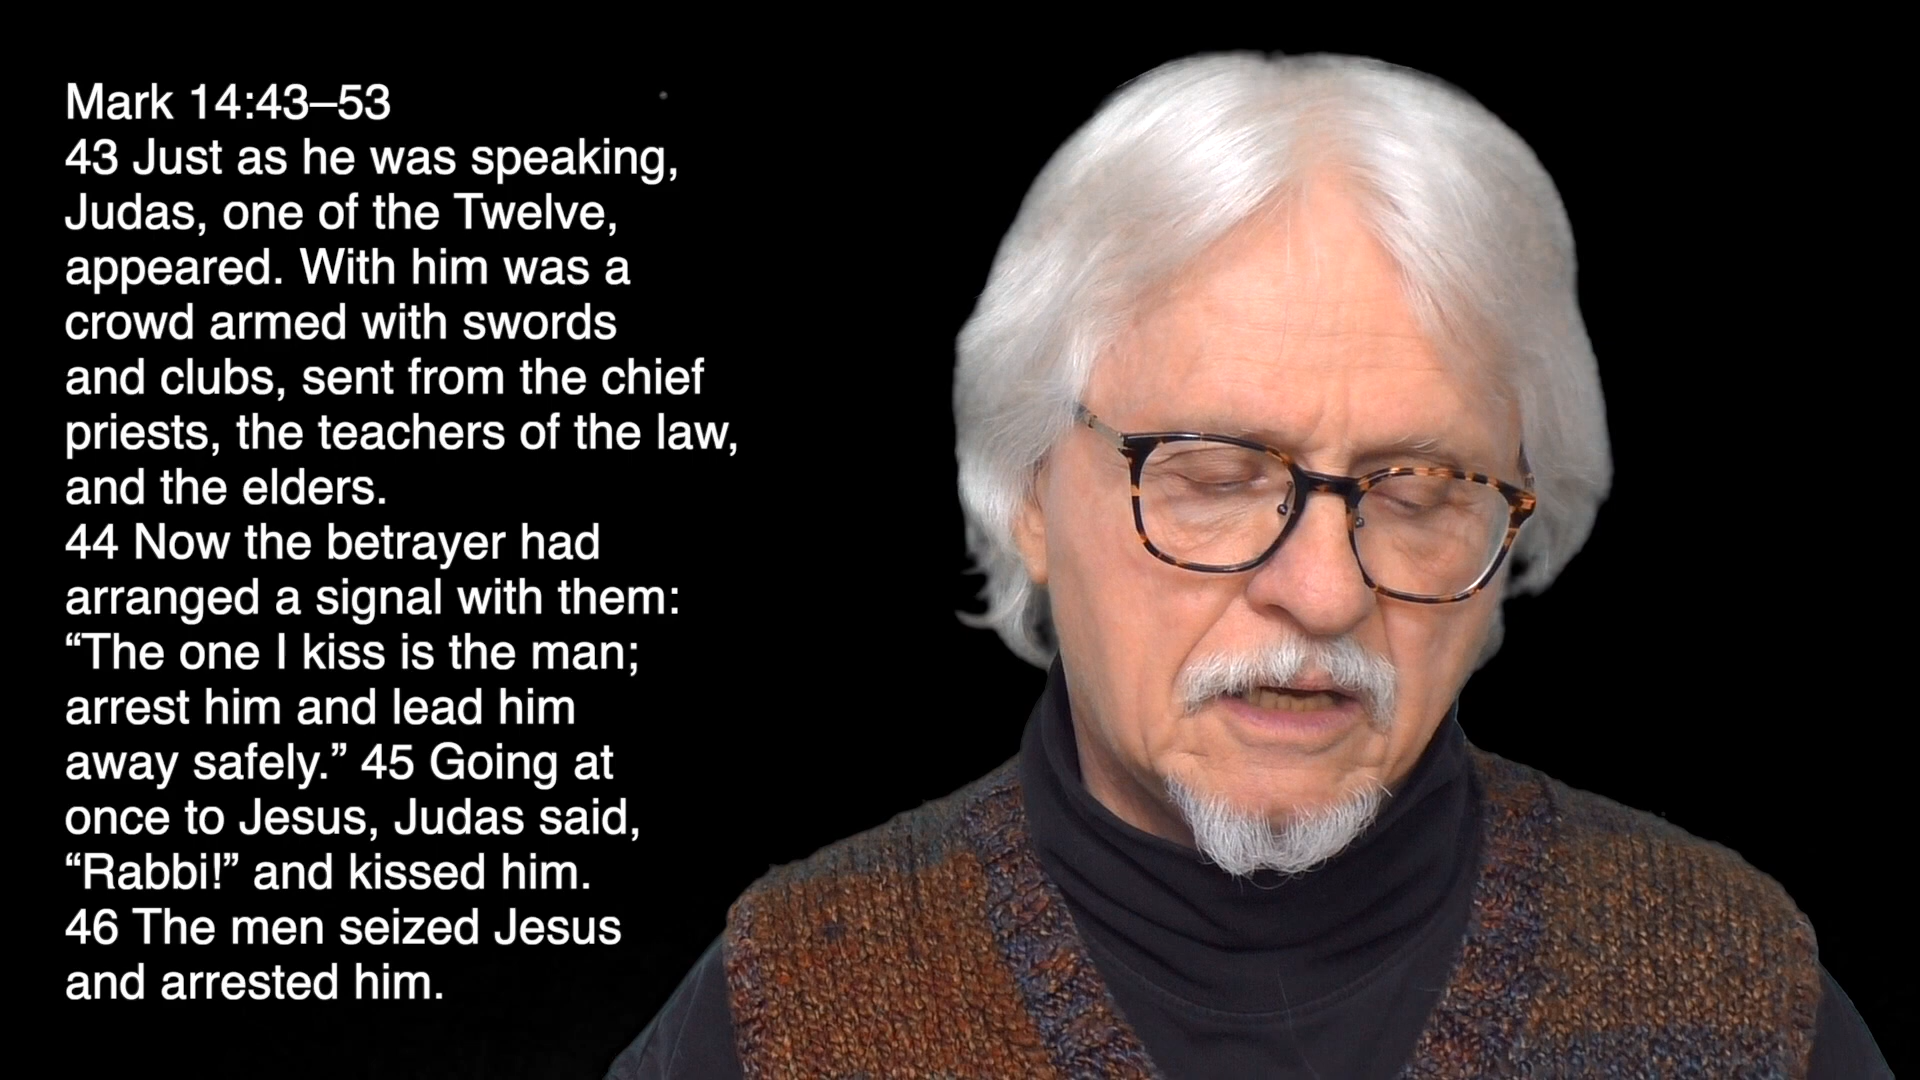 Mark 14:43–53
43 Just as he was speaking,
Judas, one of the Twelve,
appeared. With him was a
crowd armed with swords
and clubs, sent from the chief
priests, the teachers of the law,
and the elders.
44 Now the betrayer had
arranged a signal with them:
“The one I kiss is the man;
arrest him and lead him
away safely.” 45 Going at
once to Jesus, Judas said,
“Rabbi!” and kissed him.
46 The men seized Jesus
and arrested him.